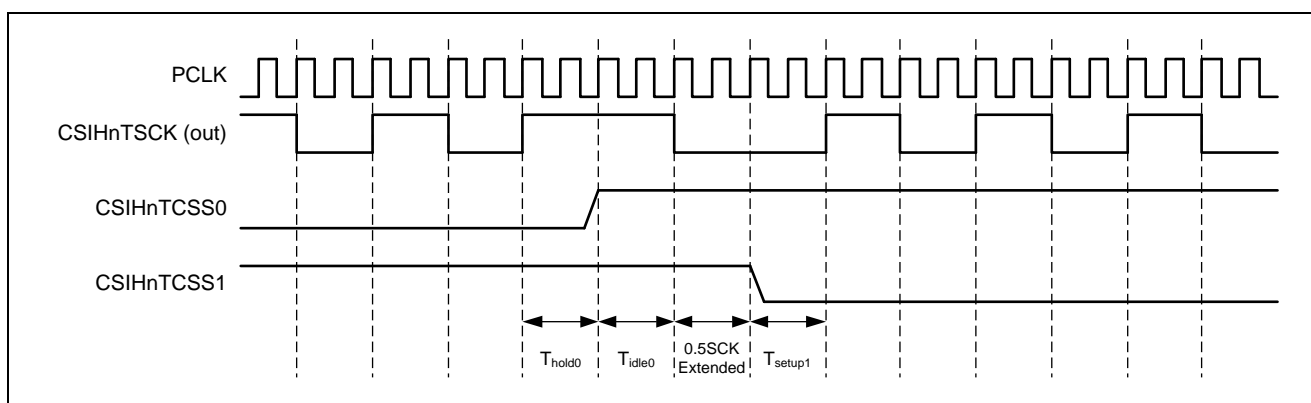 PCLK
CSIHnTSCK (out)
CSIHnTCSS0
CSIHnTCSS1
Thold0
Tidle0
0.5SCK
Extended
Tsetup1